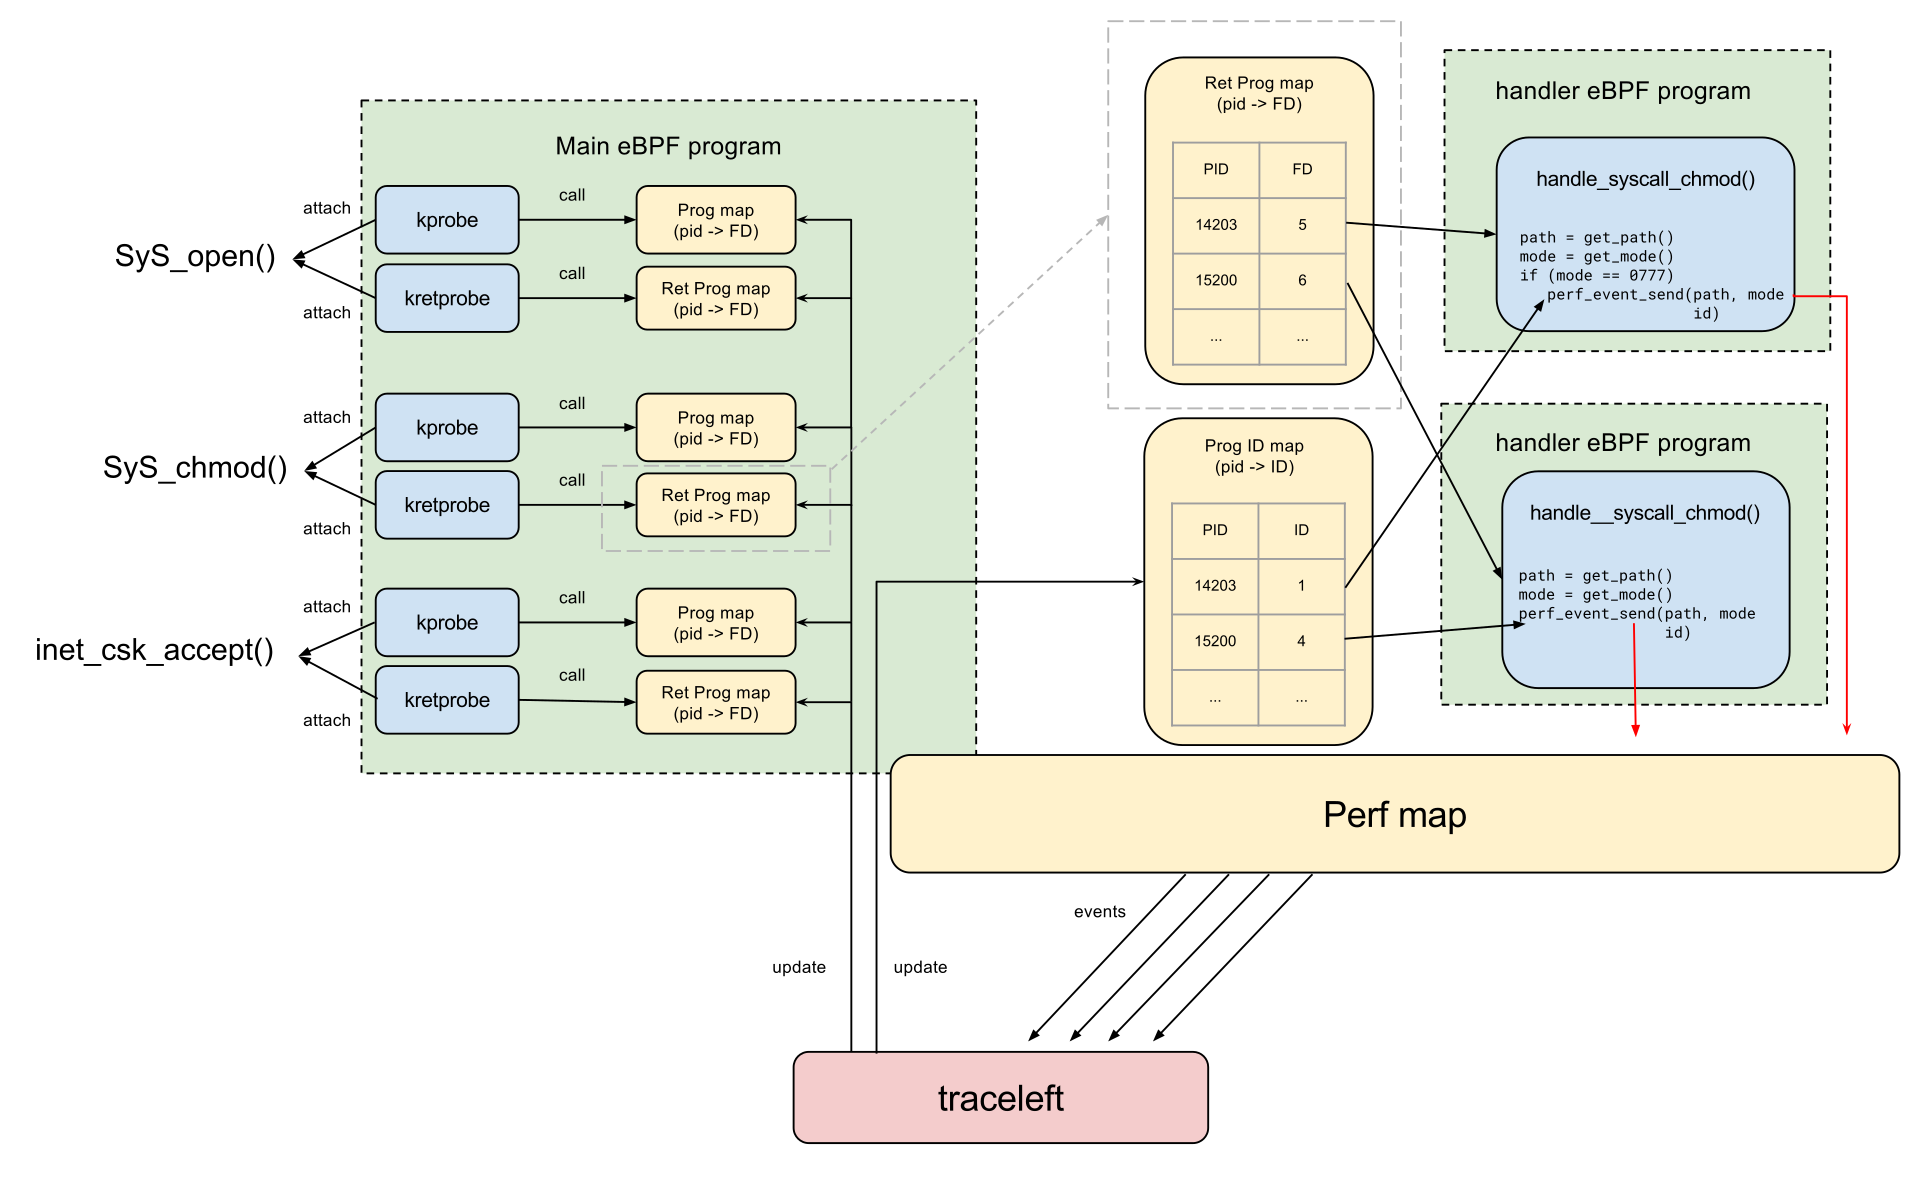 Main eBPF program
SyS_open()
attach
attach
kprobe
call
Prog map
(pid -> FD)
kretprobe
call
Ret Prog map
(pid -> FD)
SyS_chmod()
attach
attach
kprobe
call
Prog map
(pid -> FD)
kretprobe
call
Ret Prog map
(pid -> FD)
inet_csk_accept()
attach
attach
kprobe
call
Prog map
(pid -> FD)
kretprobe
call
Ret Prog map
(pid -> FD)
Ret Prog map
(pid -> FD)
PID FD
14203 5
15200 6
... ...
Prog ID map
(pid -> ID)
PID ID
14203 1
15200 4
... ...
handler eBPF program
handle_syscall_chmod()
path = get_path()
mode = get_mode()
if (mode == 0777)
perf_event_send(path, mode
id)
handler eBPF program
handle__syscall_chmod()
path = get_path()
mode = get_mode()
perf_event_send(path, mode
id)
Perf map
events
update
update
traceleft